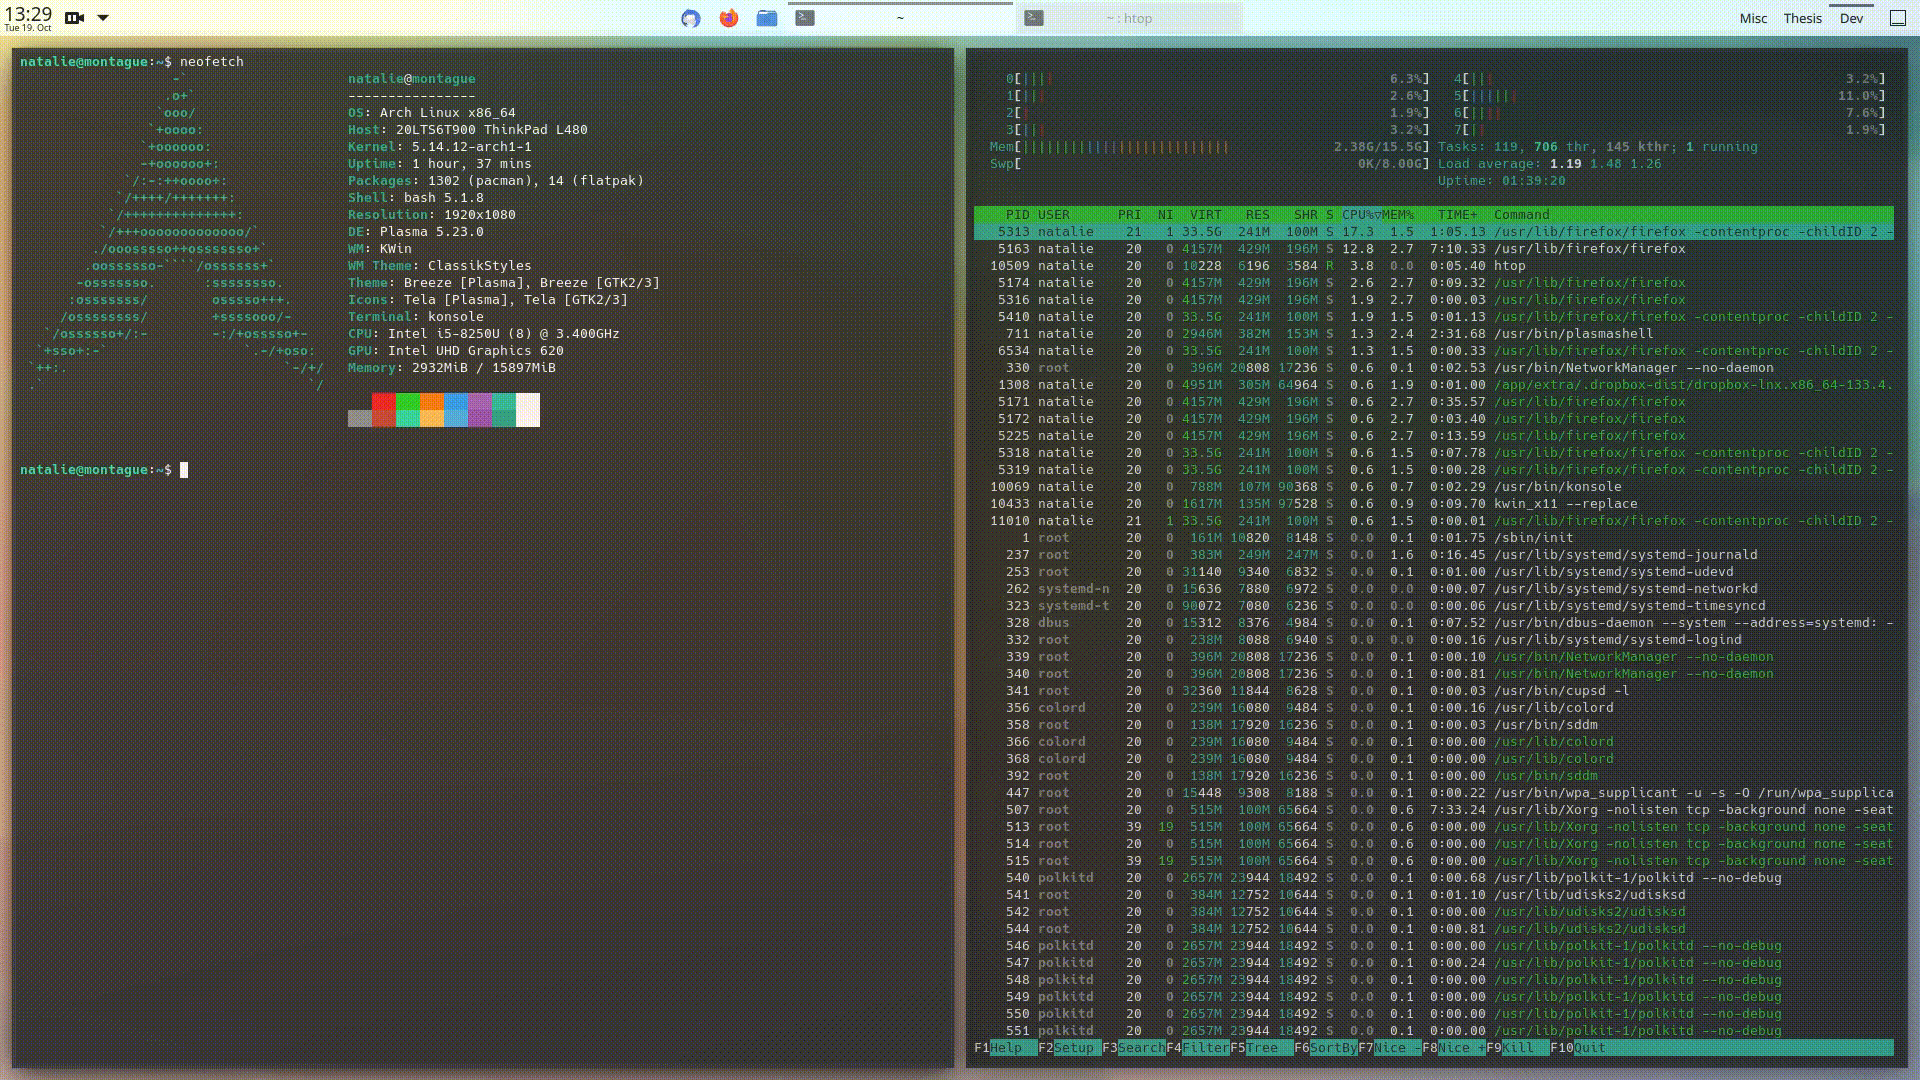 13:29
Tue 19. Oct
~
~ : htop
Misc Thesis Dev
natalie@montague:~$ neofetch
natalie@montague
----------------
OS: Arch Linux x86_64
Host: 20LTS6T900 ThinkPad L480
Kernel: 5.14.12-arch1-1
Uptime: 1 hour, 37 mins
Packages: 1302 (pacman), 14 (flatpak)
Shell: bash 5.1.8
Resolution: 1920x1080
DE: Plasma 5.23.0
WM: KWin
WM Theme: ClassikStyles
Theme: Breeze [Plasma], Breeze [GTK2/3]
Icons: Tela [Plasma], Tela [GTK2/3]
Terminal: konsole
CPU: Intel i5-8250U (8) @ 3.400GHz
GPU: Intel UHD Graphics 620
Memory: 2932MiB / 15897MiB
natalie@montague:~$
0[|||| 6.3%] 4[||| 3.2%]
1[||| 2.6%] 5[|||||| 11.0%]
2[| 1.9%] 6[|||| 7.6%]
3[||| 3.2%] 7[|| 1.9%]
Mem[|||||||||||||||||||||||||| 2.38G/15.5G] Tasks: 119, 706 thr, 145 kthr; 1 running
Swp[ 0K/8.00G] Load average: 1.19 1.48 1.26
Uptime: 01:39:20
PID USER PRI NI VIRT RES SHR S CPU%▽MEM% TIME+ Command
5313 natalie 21 1 33.5G 241M 100M S 17.3 1.5 1:05.13 /usr/lib/firefox/firefox -contentproc -childID 2 -
5163 natalie 20 0 4157M 429M 196M S 12.8 2.7 7:10.33 /usr/lib/firefox/firefox
10509 natalie 20 0 10228 6196 3584 R 3.8 0.0 0:05.40 htop
5174 natalie 20 0 4157M 429M 196M S 2.6 2.7 0:09.32 /usr/lib/firefox/firefox
5316 natalie 20 0 4157M 429M 196M S 1.9 2.7 0:00.03 /usr/lib/firefox/firefox
5410 natalie 20 0 33.5G 241M 100M S 1.9 1.5 0:01.13 /usr/lib/firefox/firefox -contentproc -childID 2 -
711 natalie 20 0 2946M 382M 153M S 1.3 2.4 2:31.68 /usr/bin/plasmashell
6534 natalie 20 0 33.5G 241M 100M S 1.3 1.5 0:00.33 /usr/lib/firefox/firefox -contentproc -childID 2 -
330 root 20 0 396M 20808 17236 S 0.6 0.1 0:02.53 /usr/bin/NetworkManager --no-daemon
1308 natalie 20 0 4951M 305M 64964 S 0.6 1.9 0:01.00 /app/extra/.dropbox-dist/dropbox-lnx.x86_64-133.4.
5171 natalie 20 0 4157M 429M 196M S 0.6 2.7 0:35.57 /usr/lib/firefox/firefox
5172 natalie 20 0 4157M 429M 196M S 0.6 2.7 0:03.40 /usr/lib/firefox/firefox
5225 natalie 20 0 4157M 429M 196M S 0.6 2.7 0:13.59 /usr/lib/firefox/firefox
5318 natalie 20 0 33.5G 241M 100M S 0.6 1.5 0:07.78 /usr/lib/firefox/firefox -contentproc -childID 2 -
5319 natalie 20 0 33.5G 241M 100M S 0.6 1.5 0:00.28 /usr/lib/firefox/firefox -contentproc -childID 2 -
10069 natalie 20 0 788M 107M 90368 S 0.6 0.7 0:02.29 /usr/bin/konsole
10433 natalie 20 0 1617M 135M 97528 S 0.6 0.9 0:09.70 kwin_x11 --replace
11010 natalie 21 1 33.5G 241M 100M S 0.6 1.5 0:00.01 /usr/lib/firefox/firefox -contentproc -childID 2 -
1 root 20 0 161M 10820 8148 S 0.0 0.1 0:01.75 /sbin/init
237 root 20 0 383M 249M 247M S 0.0 1.6 0:16.45 /usr/lib/systemd/systemd-journald
253 root 20 0 31140 9340 6832 S 0.0 0.1 0:01.00 /usr/lib/systemd/systemd-udevd
262 systemd-n 20 0 15636 7880 6972 S 0.0 0.0 0:00.07 /usr/lib/systemd/systemd-networkd
323 systemd-t 20 0 90072 7080 6236 S 0.0 0.0 0:00.06 /usr/lib/systemd/systemd-timesyncd
328 dbus 20 0 15312 8376 4984 S 0.0 0.1 0:07.52 /usr/bin/dbus-daemon --system --address=systemd: -
332 root 20 0 238M 8088 6940 S 0.0 0.0 0:00.16 /usr/lib/systemd/systemd-logind
339 root 20 0 396M 20808 17236 S 0.0 0.1 0:00.10 /usr/bin/NetworkManager --no-daemon
340 root 20 0 396M 20808 17236 S 0.0 0.1 0:00.81 /usr/bin/NetworkManager --no-daemon
341 root 20 0 32360 11844 8628 S 0.0 0.1 0:00.03 /usr/bin/cupsd -l
356 colord 20 0 239M 16080 9484 S 0.0 0.1 0:00.16 /usr/lib/colord
358 root 20 0 138M 17920 16236 S 0.0 0.1 0:00.03 /usr/bin/sddm
366 colord 20 0 239M 16080 9484 S 0.0 0.1 0:00.00 /usr/lib/colord
368 colord 20 0 239M 16080 9484 S 0.0 0.1 0:00.00 /usr/lib/colord
392 root 20 0 138M 17920 16236 S 0.0 0.1 0:00.00 /usr/bin/sddm
447 root 20 0 15448 9308 8188 S 0.0 0.1 0:00.22 /usr/bin/wpa_supplicant -u -s -O /run/wpa_supplica
507 root 20 0 515M 100M 65664 S 0.0 0.6 7:33.24 /usr/lib/Xorg -nolisten tcp -background none -seat
513 root 39 19 515M 100M 65664 S 0.0 0.6 0:00.00 /usr/lib/Xorg -nolisten tcp -background none -seat
514 root 20 0 515M 100M 65664 S 0.0 0.6 0:00.00 /usr/lib/Xorg -nolisten tcp -background none -seat
515 root 39 19 515M 100M 65664 S 0.0 0.6 0:00.00 /usr/lib/Xorg -nolisten tcp -background none -seat
540 polkitd 20 0 2657M 23944 18492 S 0.0 0.1 0:00.68 /usr/lib/polkit-1/polkitd --no-debug
541 root 20 0 384M 12752 10644 S 0.0 0.1 0:01.10 /usr/lib/udisks2/udisksd
542 root 20 0 384M 12752 10644 S 0.0 0.1 0:00.00 /usr/lib/udisks2/udisksd
544 root 20 0 384M 12752 10644 S 0.0 0.1 0:00.81 /usr/lib/udisks2/udisksd
546 polkitd 20 0 2657M 23944 18492 S 0.0 0.1 0:00.00 /usr/lib/polkit-1/polkitd --no-debug
547 polkitd 20 0 2657M 23944 18492 S 0.0 0.1 0:00.24 /usr/lib/polkit-1/polkitd --no-debug
548 polkitd 20 0 2657M 23944 18492 S 0.0 0.1 0:00.00 /usr/lib/polkit-1/polkitd --no-debug
549 polkitd 20 0 2657M 23944 18492 S 0.0 0.1 0:00.00 /usr/lib/polkit-1/polkitd --no-debug
550 polkitd 20 0 2657M 23944 18492 S 0.0 0.1 0:00.00 /usr/lib/polkit-1/polkitd --no-debug
551 polkitd 20 0 2657M 23944 18492 S 0.0 0.1 0:00.00 /usr/lib/polkit-1/polkitd --no-debug
F1Help F2Setup F3SearchF4FilterF5Tree F6SortByF7Nice -F8Nice +F9Kill F10Quit